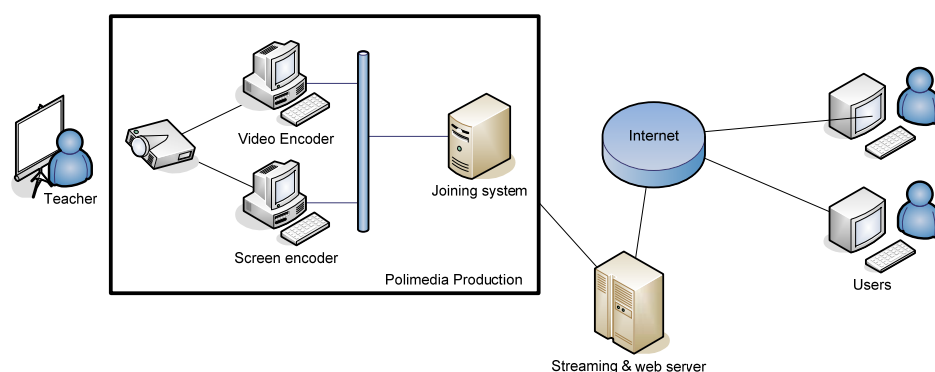 Teacher
Video Encoder
Screen encoder
Joining system
Polimedia Production
Internet
Streaming & web server
Users